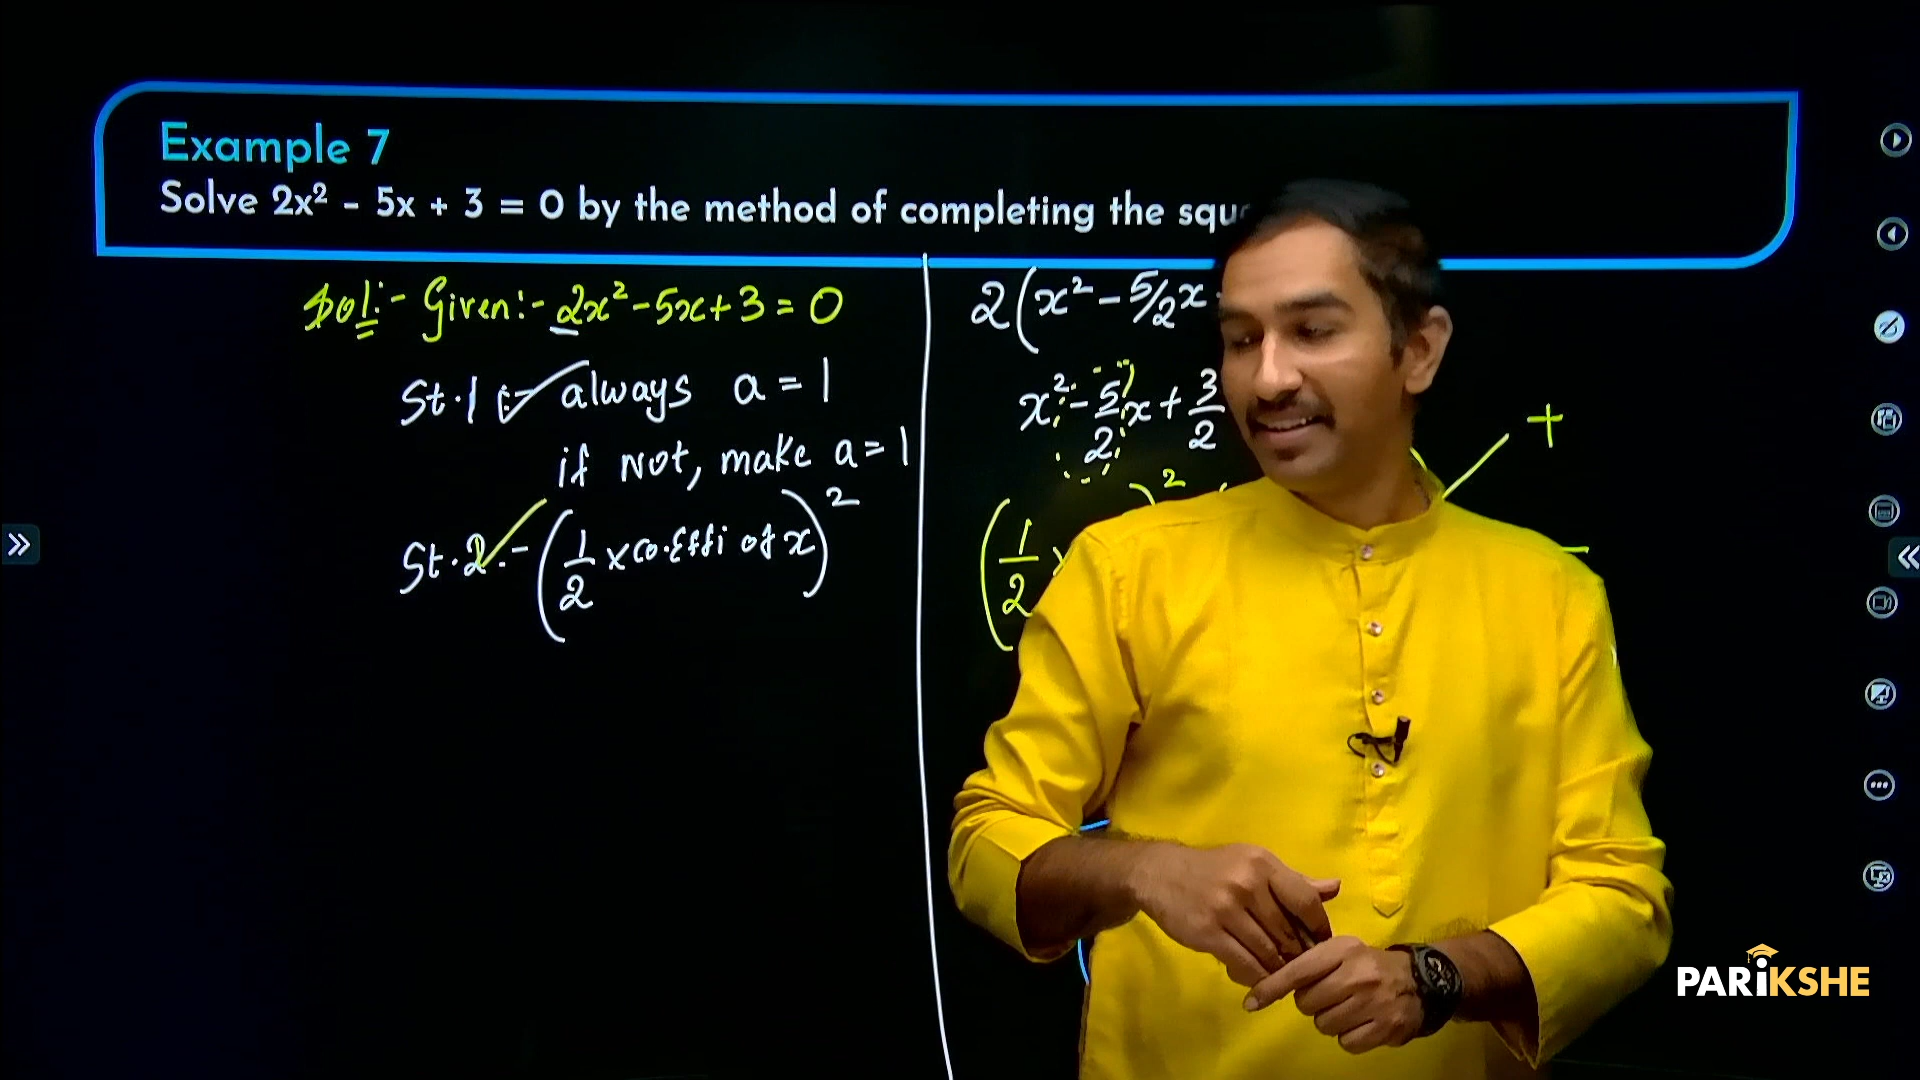 Example 7
Solve 2x² - 5x + 3 = 0 by the method of completing the
Sol:- Given:- 2x² - 5x + 3 = 0
St.1 :- always a = 1
if not, make a = 1
St.2 :- (1/2 x co.effi of x)²
2(x² - 5/2x
x² - 5/2 x + 3/2
(1/2 x
2
+
PARiKSHE